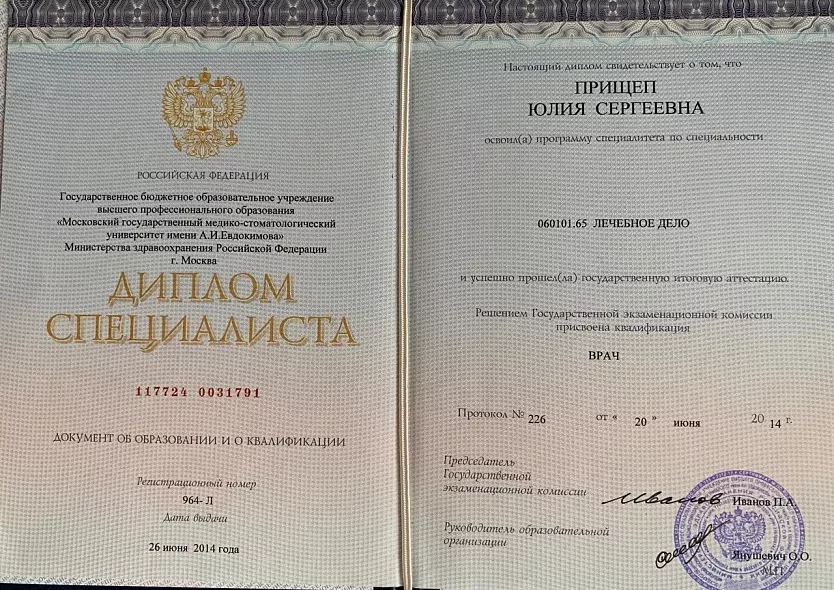 РОССИЙСКАЯ ФЕДЕРАЦИЯ
Государственное бюджетное образовательное учреждение
высшего профессионального образования
«Московский государственный медико-стоматологический
университет имени А.И.Евдокимова»
Министерства здравоохранения Российской Федерации
г. Москва
ДИПЛОМ
СПЕЦИАЛИСТА
117724 0031791
ДОКУМЕНТ ОБ ОБРАЗОВАНИИ И О КВАЛИФИКАЦИИ
Регистрационный номер
964- Л
Дата выдачи
26 июня 2014 года
Настоящий диплом свидетельствует о том, что
ПРИЩЕП
ЮЛИЯ СЕРГЕЕВНА
освоил(а) программу специалитета по специальности
060101.65 ЛЕЧЕБНОЕ ДЕЛО
и успешно прошел(ла) государственную итоговую аттестацию.
Решением Государственной экзаменационной комиссии
присвоена квалификация
ВРАЧ
Протокол № 226 от « 20 » июня 20 14 г.
Председатель
Государственной
экзаменационной комиссии Иванов Иванов П.А.
Руководитель образовательной
организации Янушевич О.О.
М.П.